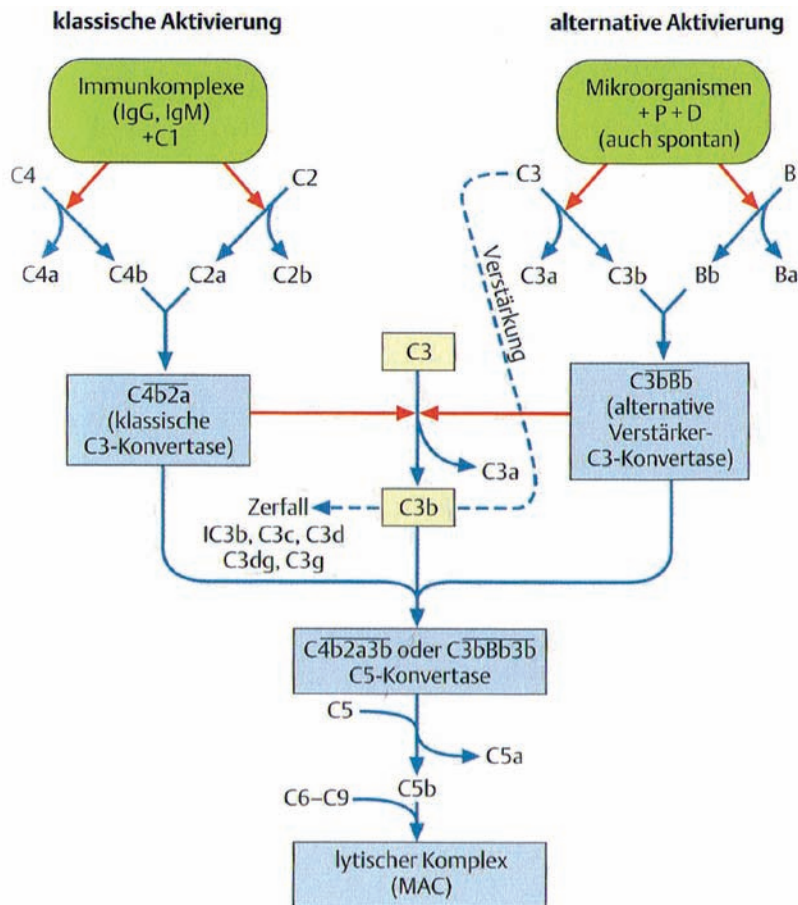 klassische Aktivierung
alternative Aktivierung
Immunkomplexe
(IgG, IgM)
+C1
Mikroorganismen
+ P + D
(auch spontan)
C4
C2
C3
B
C4a
C4b
C2a
C2b
C3a
C3b
Bb
Ba
Verstärkung
C3
C4b2a
(klassische
C3-Konvertase)
C3bBb
(alternative
Verstärker-
C3-Konvertase)
C3a
C3b
Zerfall
IC3b, C3c, C3d
C3dg, C3g
C4b2a3b oder C3bBb3b
C5-Konvertase
C5
C5a
C5b
C6–C9
lytischer Komplex
(MAC)